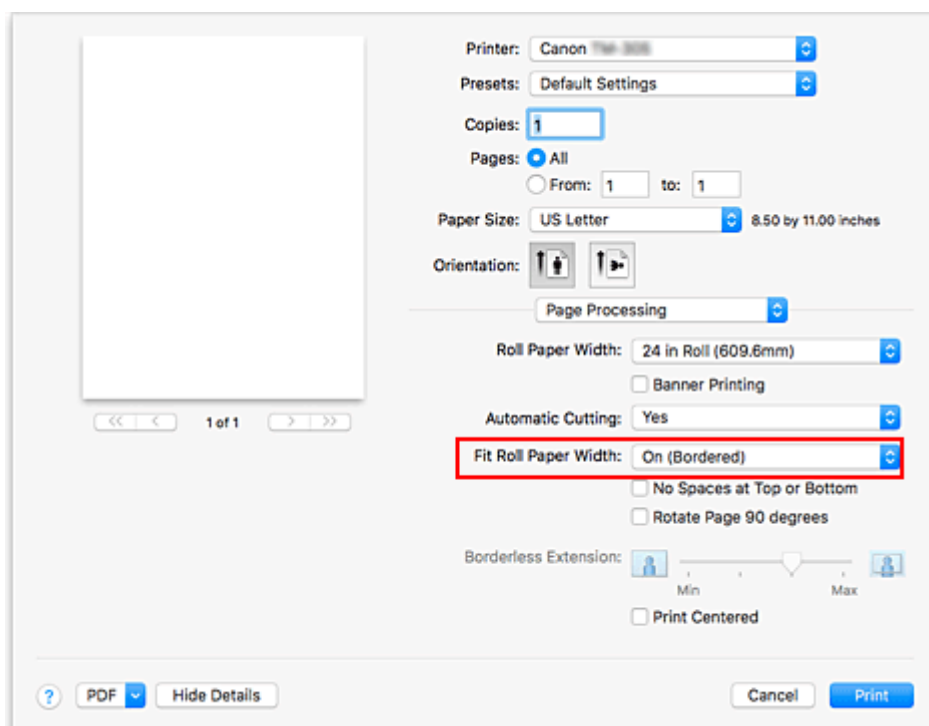 Printer: Canon
Presets: Default Settings
Copies: 1
Pages: All
From: 1 to: 1
Paper Size: US Letter 8.50 by 11.00 inches
Orientation:
Page Processing
Roll Paper Width: 24 in Roll (609.6mm)
Banner Printing
1 of 1
Automatic Cutting: Yes
Fit Roll Paper Width: On (Bordered)
No Spaces at Top or Bottom
Rotate Page 90 degrees
Borderless Extension:
Min Max
Print Centered
? PDF Hide Details Cancel Print